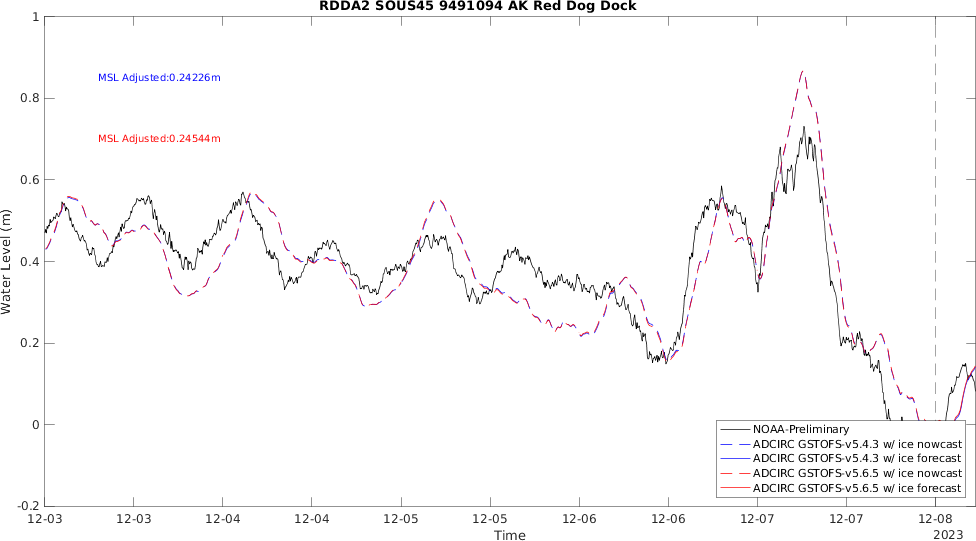 RDDA2 SOUS45 9491094 AK Red Dog Dock
1
0.8
0.6
0.4
0.2
0
-0.2
Water Level (m)
MSL Adjusted:0.24226m
MSL Adjusted:0.24544m
NOAA-Preliminary
ADCIRC GSTOFS-v5.4.3 w/ ice nowcast
ADCIRC GSTOFS-v5.4.3 w/ ice forecast
ADCIRC GSTOFS-v5.6.5 w/ ice nowcast
ADCIRC GSTOFS-v5.6.5 w/ ice forecast
12-03 12-03 12-04 12-04 12-05 12-05 12-06 12-06 12-07 12-07 12-08
Time
2023